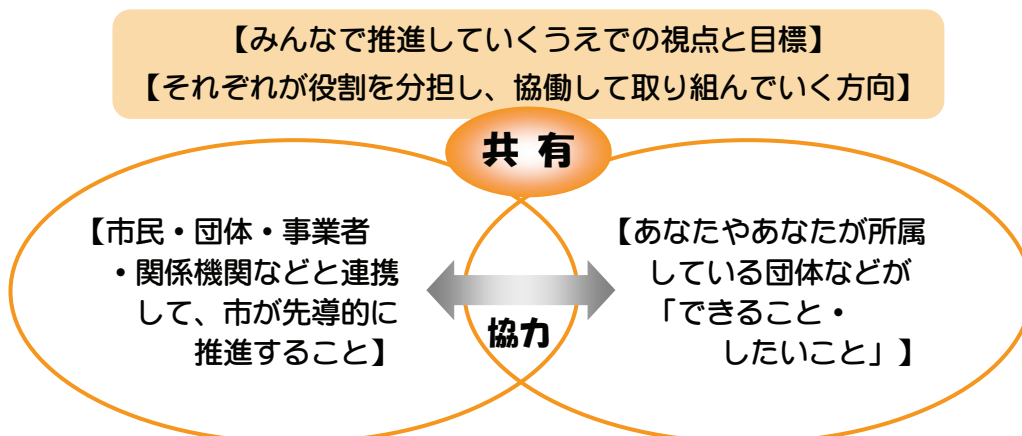 【みんなで推進していくうえでの視点と目標】
【それぞれが役割を分担し、協働して取り組んでいく方向】
共有
【市民・団体・事業者
・関係機関などと連携
して、市が先導的に
推進すること】
協力
【あなたやあなたが所属
している団体などが
「できること・
したいこと」】